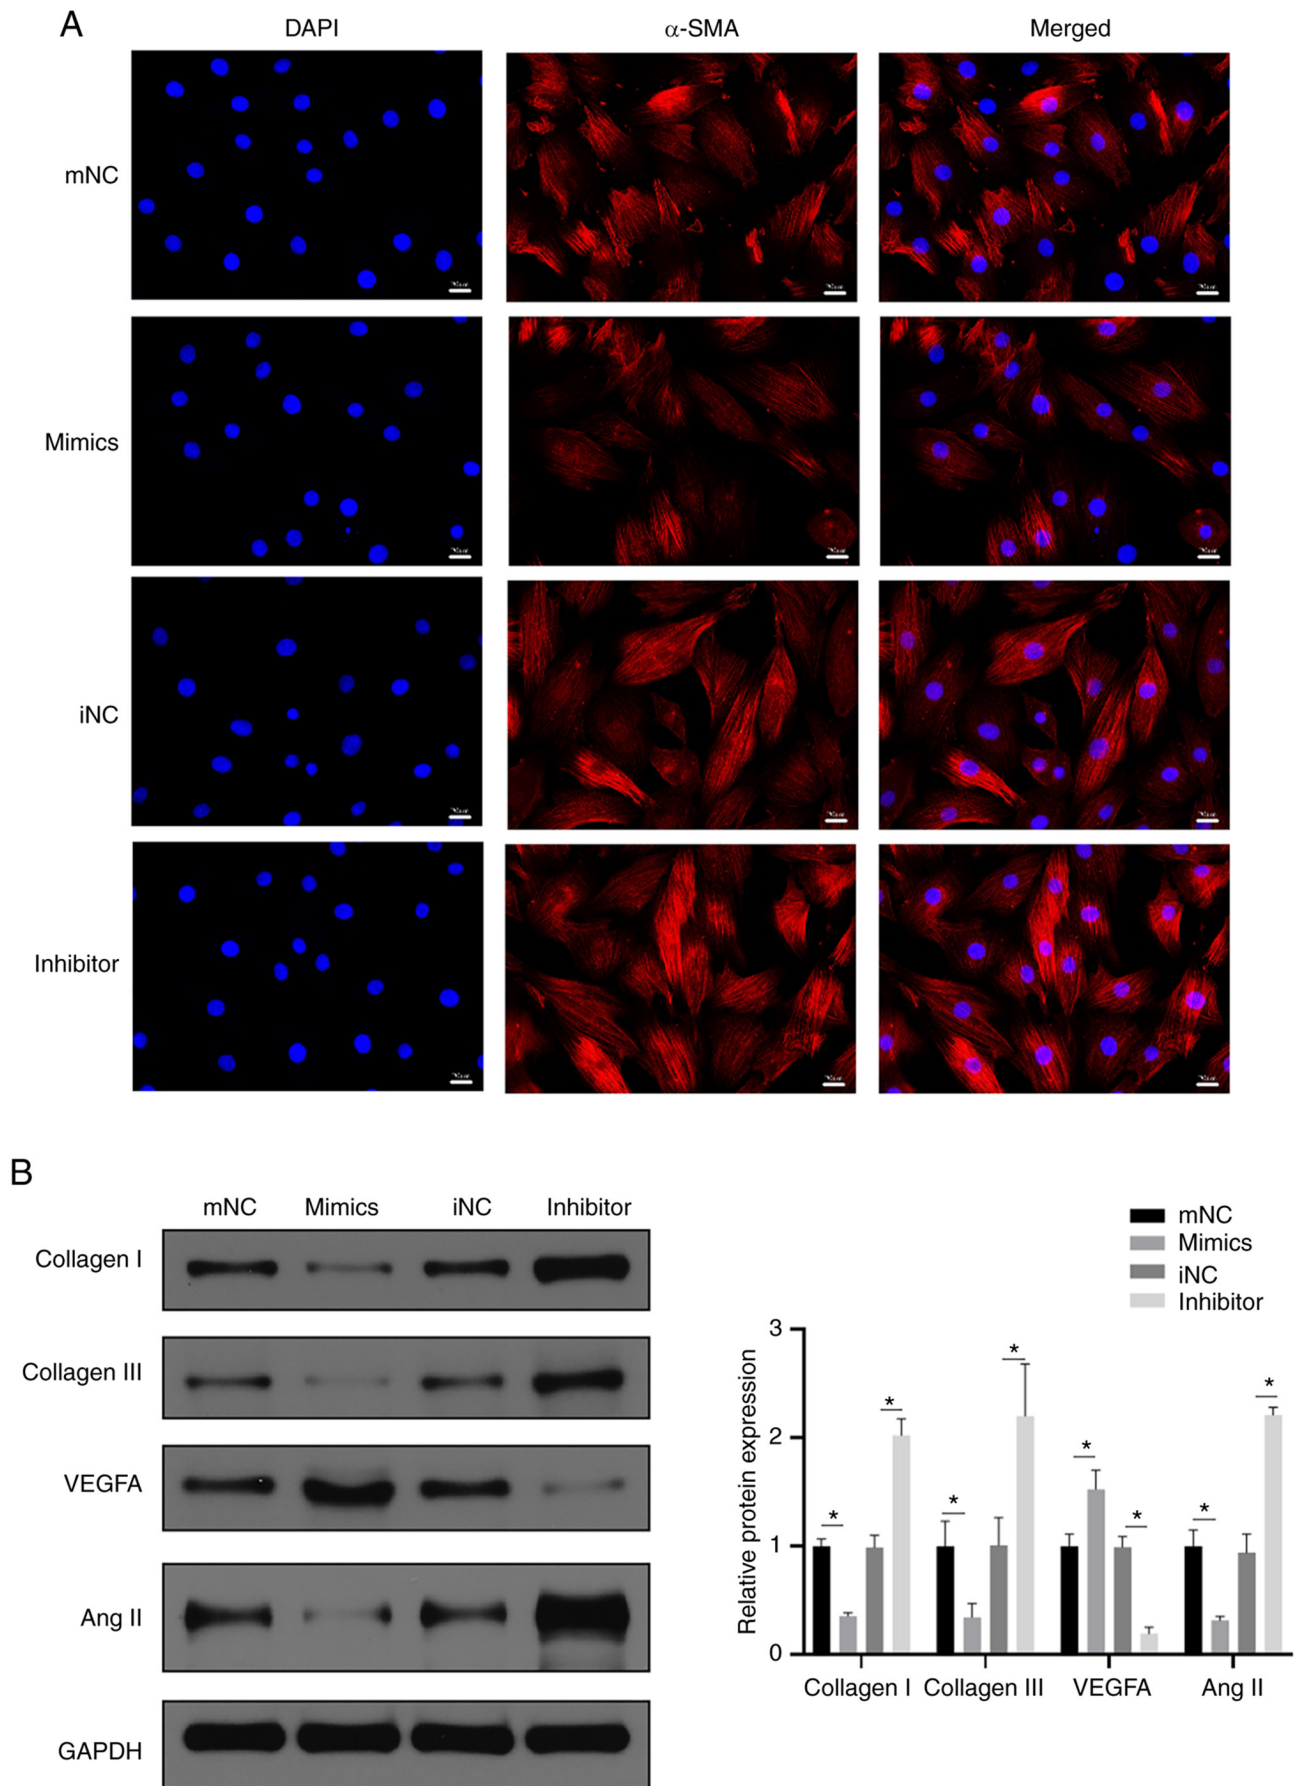 A
DAPI
α-SMA
Merged
mNC
Mimics
iNC
Inhibitor
B
mNC Mimics iNC Inhibitor
Collagen I
Collagen III
VEGFA
Ang II
GAPDH
mNC
Mimics
iNC
Inhibitor
Relative protein expression
3
2
1
0
* * * * * * * *
Collagen I Collagen III VEGFA Ang II